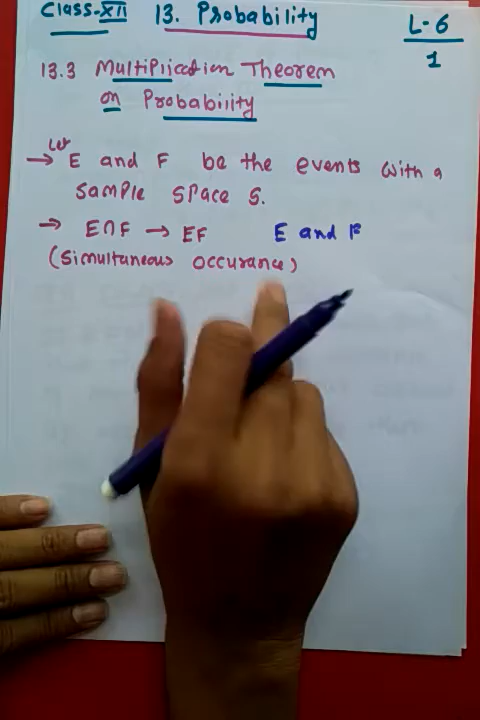 Class-XII 13. Probability L-6
1
13.3 Multiplication Theorem
on Probability
→ Let E and F be the events with a
sample space S.
→ E∩F → EF E and F
(Simultaneous occurance)